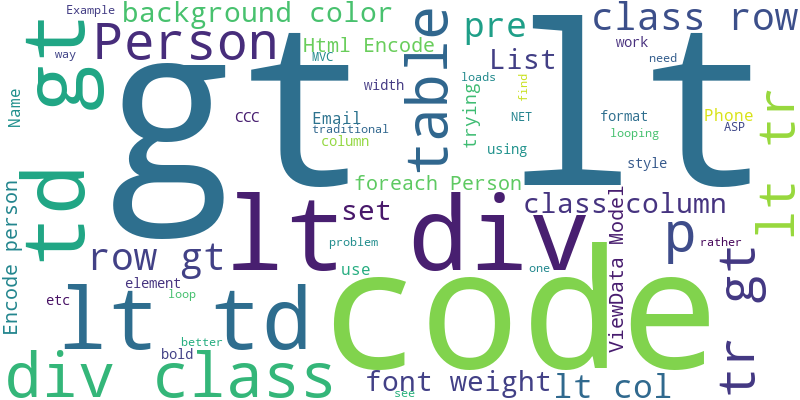 Example
background color
class row
td gt
Person
pre
Html Encode
work
way
MVC
List
need
gt
lt
table
loads
width
find
Name
CCC
Email
NET
format
Phone
traditional
trying
looping
ASP
lt tr
column
using
style
foreach Person
Encode person
lt div
set
class column
ViewData Model
p
row gt
problem
rather
use
one
tr gt
element
code
etc
lt td
loop
better
bold
div class
font weight
lt col
see